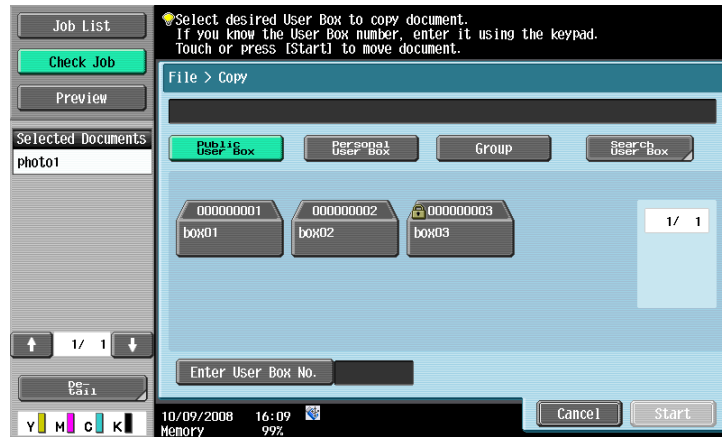 Job List
Check Job
Preview
Selected Documents
photo1
1/ 1
De-
tail
Y M C K
Select desired User Box to copy document.
If you know the User Box number, enter it using the keypad.
Touch or press [Start] to move document.
File > Copy
Public
User Box
Personal
User Box
Group
Search
User Box
000000001
box01
000000002
box02
000000003
box03
1/ 1
Enter User Box No.
10/09/2008 16:09
Memory 99%
Cancel
Start